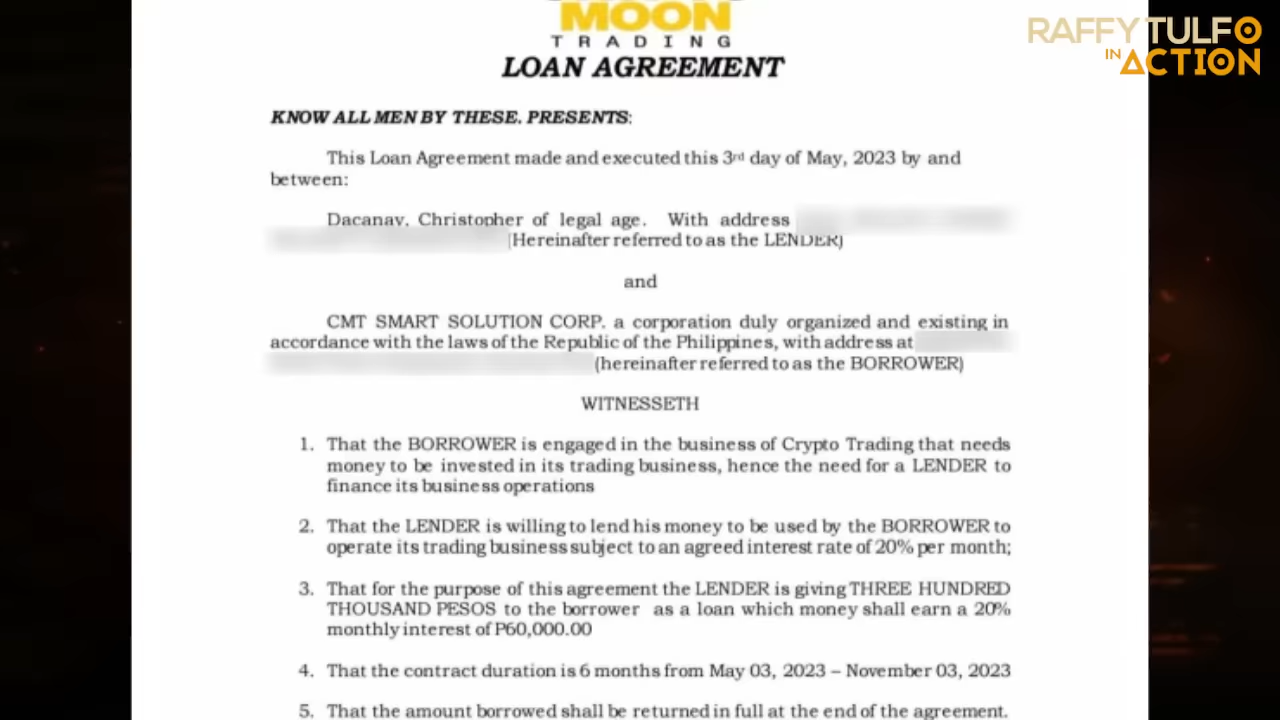 RAFFY TULFO
IN ACTION
MOON
TRADING
LOAN AGREEMENT
KNOW ALL MEN BY THESE. PRESENTS:
This Loan Agreement made and executed this 3rd day of May, 2023 by and
between:
Dacanay, Christopher of legal age. With address
(Hereinafter referred to as the LENDER)
and
CMT SMART SOLUTION CORP. a corporation duly organized and existing in
accordance with the laws of the Republic of the Philippines, with address at
(hereinafter referred to as the BORROWER)
WITNESSETH
1. That the BORROWER is engaged in the business of Crypto Trading that needs
money to be invested in its trading business, hence the need for a LENDER to
finance its business operations
2. That the LENDER is willing to lend his money to be used by the BORROWER to
operate its trading business subject to an agreed interest rate of 20% per month;
3. That for the purpose of this agreement the LENDER is giving THREE HUNDRED
THOUSAND PESOS to the borrower as a loan which money shall earn a 20%
monthly interest of P60,000.00
4. That the contract duration is 6 months from May 03, 2023 – November 03, 2023
5. That the amount borrowed shall be returned in full at the end of the agreement.